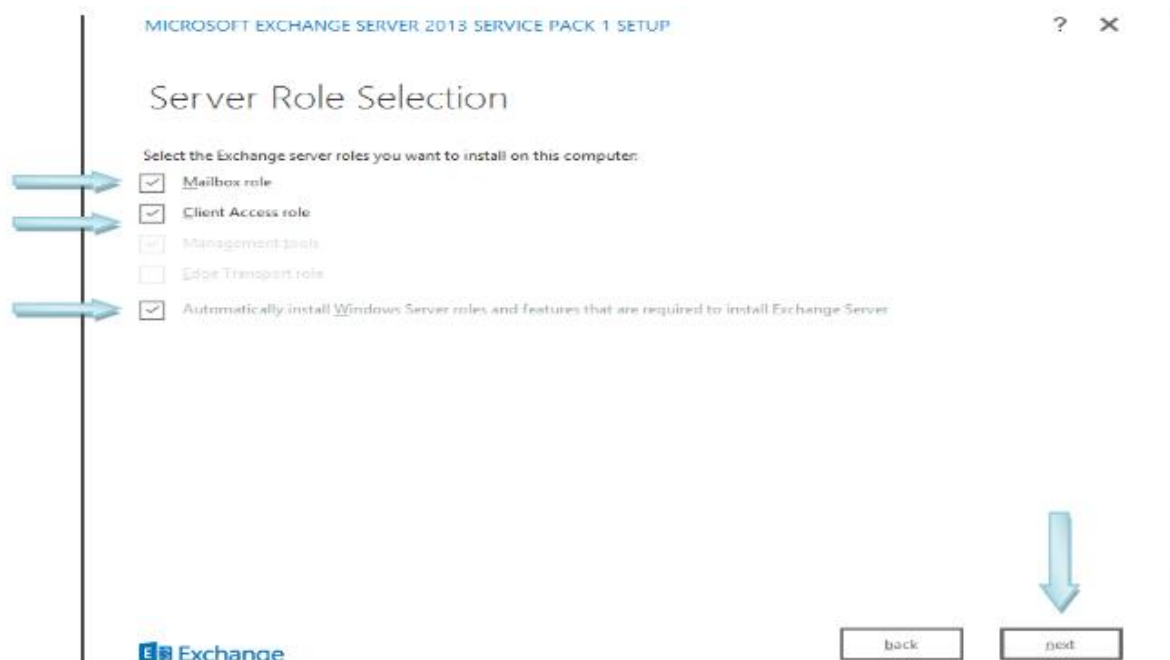 MICROSOFT EXCHANGE SERVER 2013 SERVICE PACK 1 SETUP ? ✕
Server Role Selection
Select the Exchange server roles you want to install on this computer:
Mailbox role
Client Access role
Management tools
Edge Transport role
Automatically install Windows Server roles and features that are required to install Exchange Server
E Exchange
back next